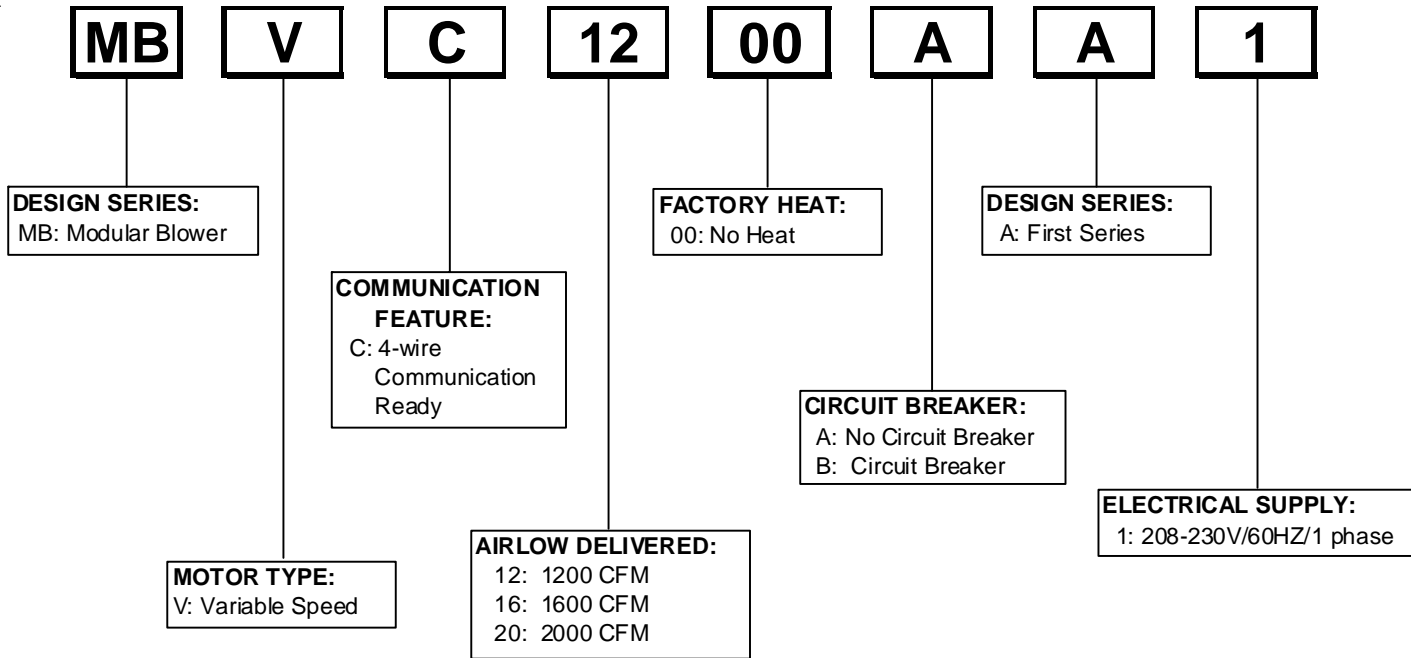 MB V C 12 00 A A 1
DESIGN SERIES:
MB: Modular Blower
MOTOR TYPE:
V: Variable Speed
COMMUNICATION
FEATURE:
C: 4-wire
Communication
Ready
AIRLOW DELIVERED:
12: 1200 CFM
16: 1600 CFM
20: 2000 CFM
FACTORY HEAT:
00: No Heat
CIRCUIT BREAKER:
A: No Circuit Breaker
B: Circuit Breaker
DESIGN SERIES:
A: First Series
ELECTRICAL SUPPLY:
1: 208-230V/60HZ/1 phase